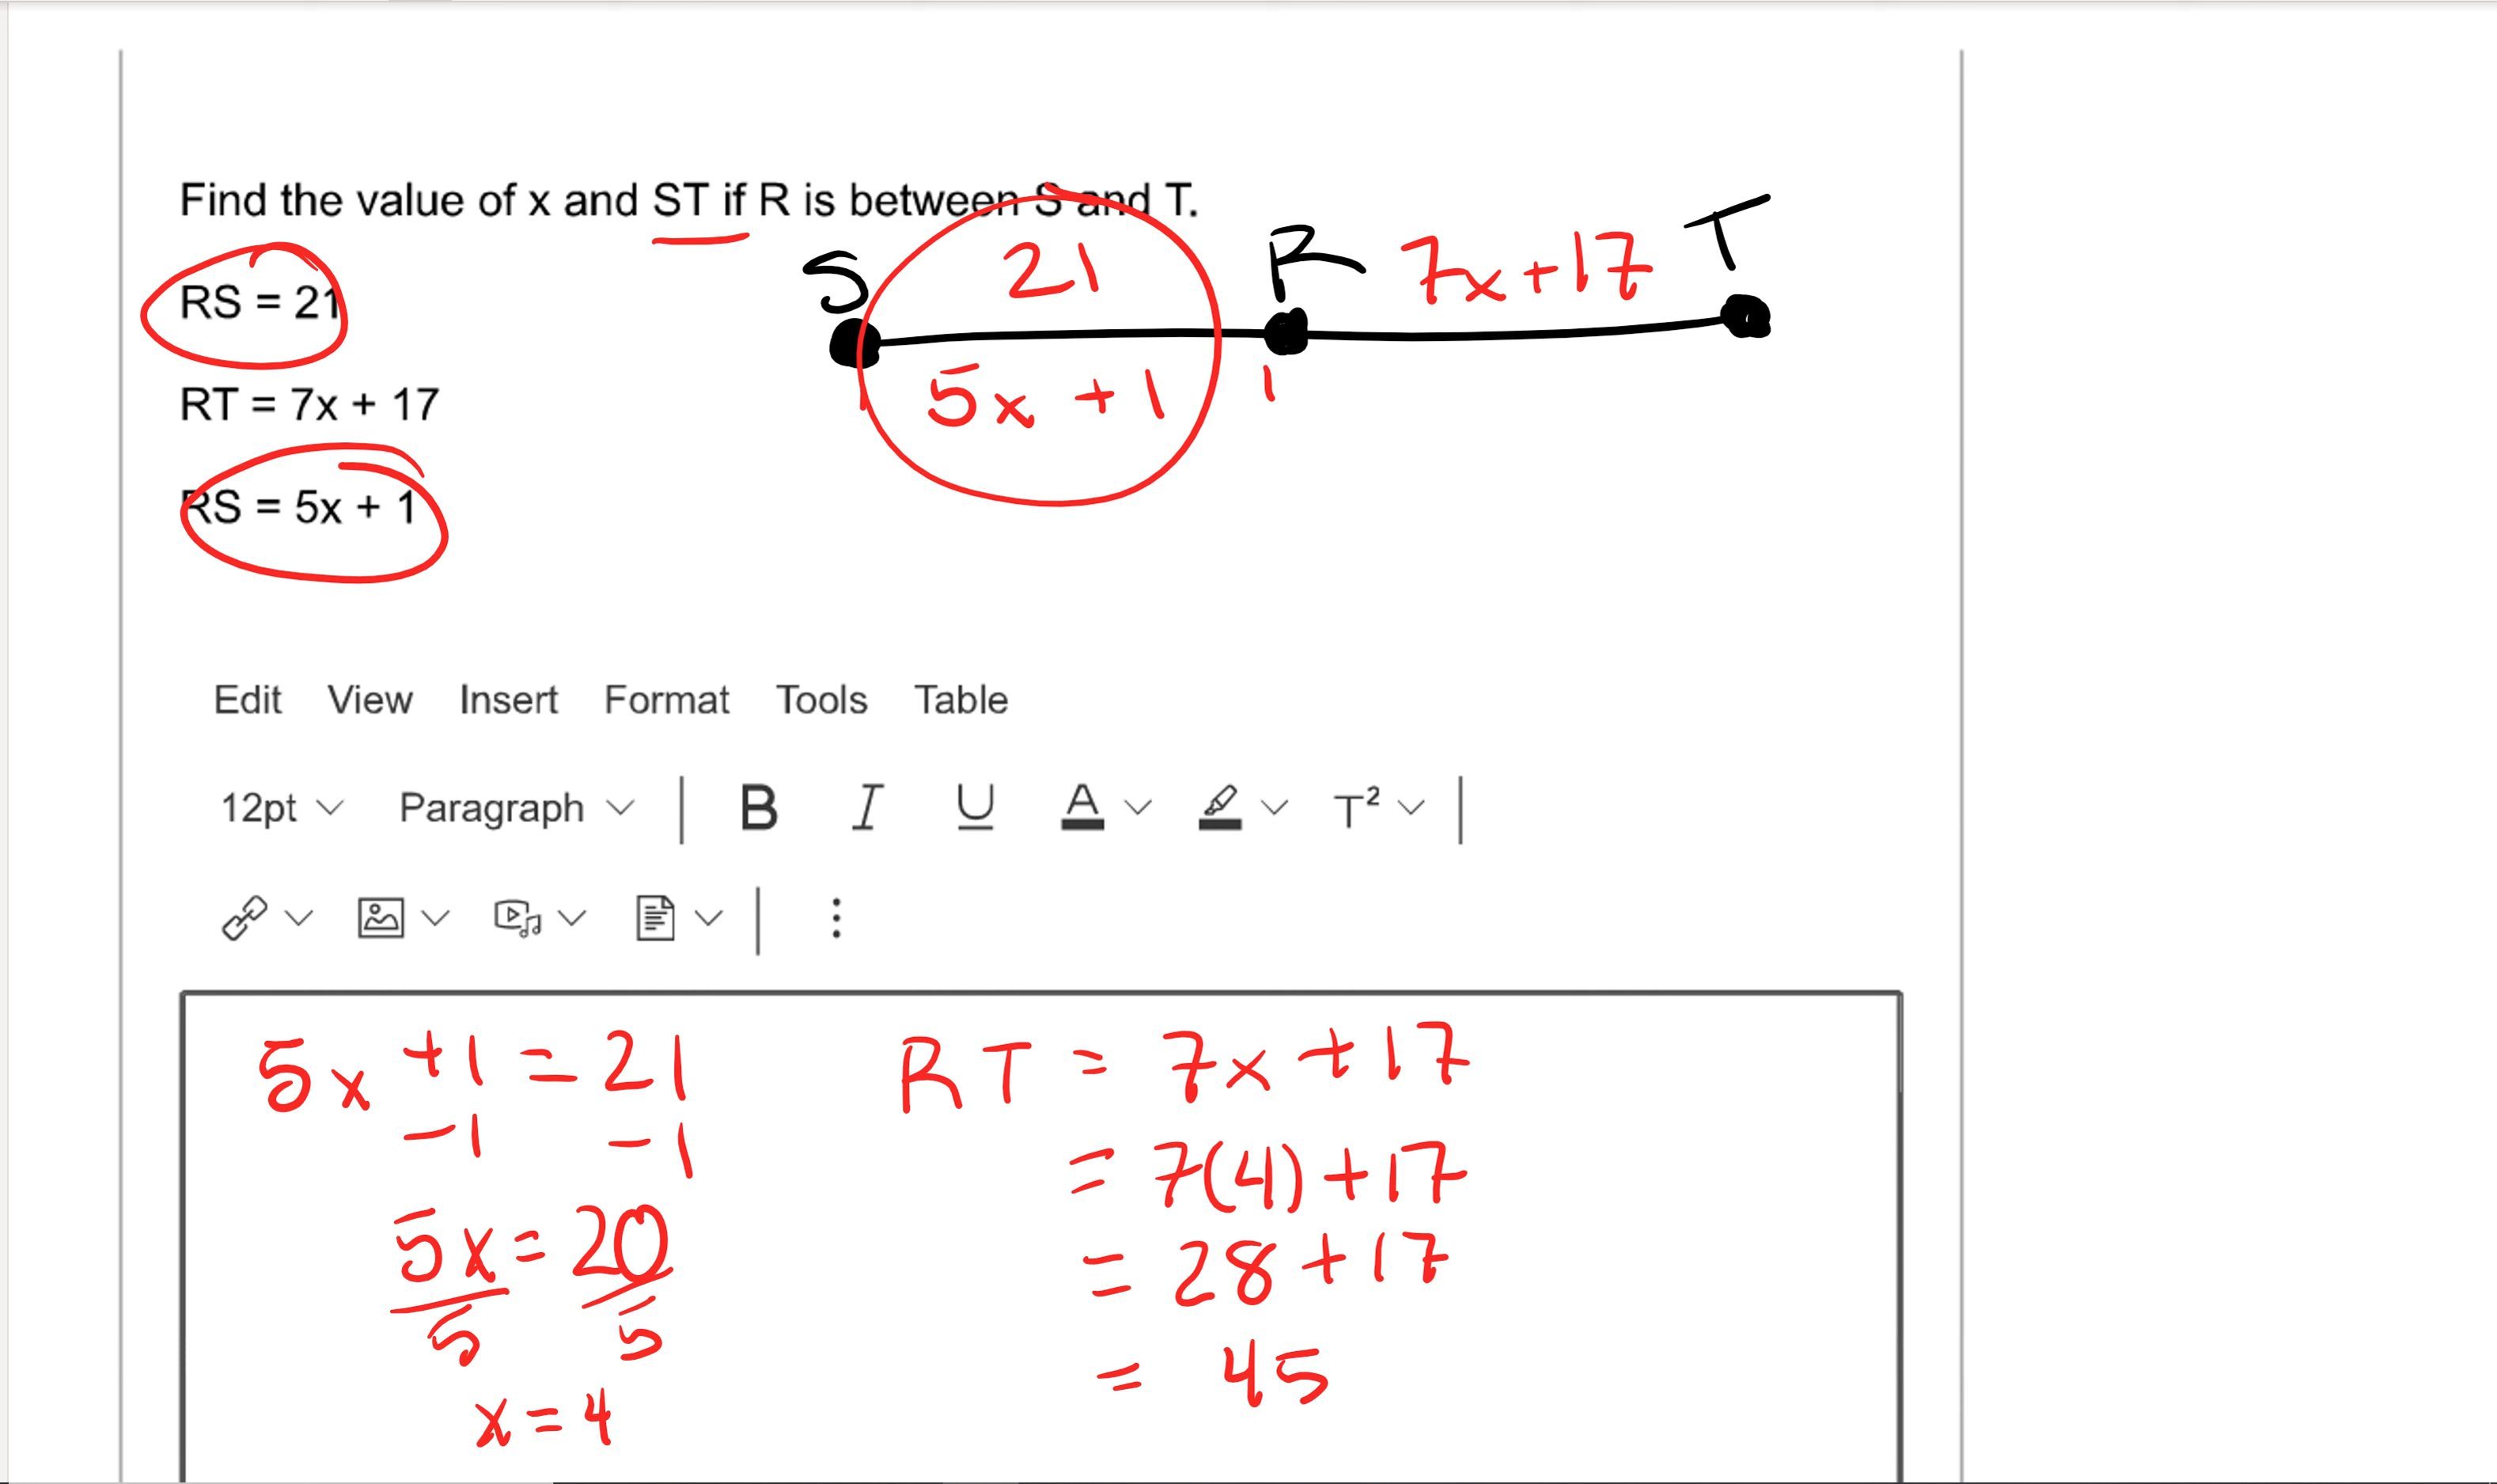 Find the value of x and ST if R is between S and T.
S 21 R 7x+17 T
RS = 21
RT = 7x + 17
5x +1
RS = 5x + 1
Edit View Insert Format Tools Table
12pt Paragraph B I U A T²
5x +1 = 21
-1 -1
5x = 20
5 5
x = 4
RT = 7x +17
= 7(4)+17
= 28 +17
= 45